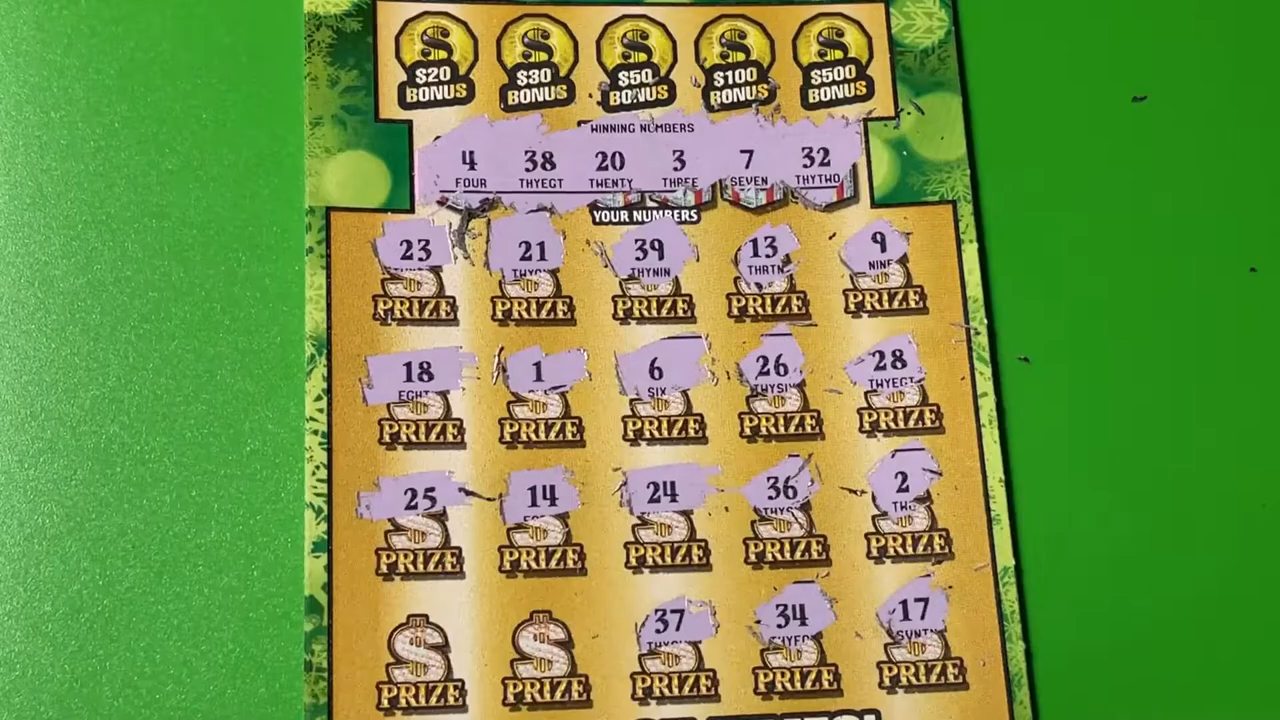 $20 $30 $50 $100 $500
BONUS BONUS BONUS BONUS BONUS
WINNING NUMBERS
4 38 20 3 7 32
FOUR THYEGT TWENTY THREE SEVEN THYTWO
YOUR NUMBERS
23 21 39 13 9
THYNIN THRTN NINE
PRIZE PRIZE PRIZE PRIZE PRIZE
18 1 6 26 28
EGHT SIX THYSIX THYEGT
PRIZE PRIZE PRIZE PRIZE PRIZE
25 14 24 36 2
TWO
PRIZE PRIZE PRIZE PRIZE PRIZE
37 34 17
SVNTN
PRIZE PRIZE PRIZE PRIZE PRIZE